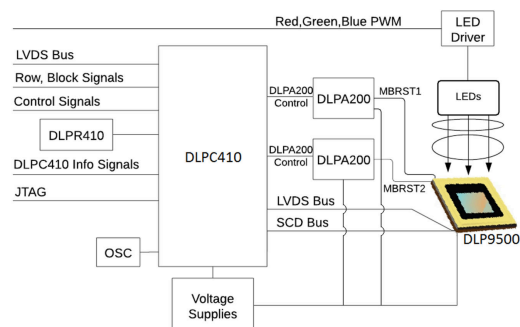 Red,Green,Blue PWM
LED
Driver
LVDS Bus
Row, Block Signals
Control Signals
DLPR410
DLPC410 Info Signals
JTAG
OSC
DLPC410
Voltage
Supplies
DLPA200
Control
DLPA200
MBRST1
DLPA200
Control
DLPA200
MBRST2
LVDS Bus
SCD Bus
LEDs
DLP9500